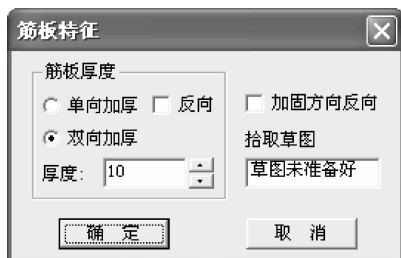 筋板特征
筋板厚度
单向加厚 反向
双向加厚
厚度: 10
加固方向反向
拾取草图
草图未准备好
确 定 取 消